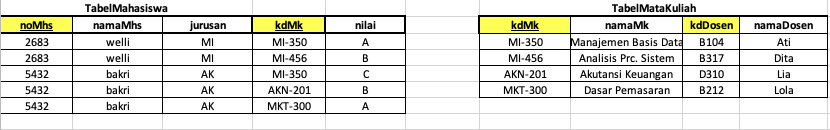 TabelMahasiswa TabelMataKuliah
noMhs namaMhs jurusan kdMk nilai kdMk namaMk kdDosen namaDosen
2683 welli MI MI-350 A MI-350 Manajemen Basis Data B104 Ati
2683 welli MI MI-456 B MI-456 Analisis Prc. Sistem B317 Dita
5432 bakri AK MI-350 C AKN-201 Akutansi Keuangan D310 Lia
5432 bakri AK AKN-201 B MKT-300 Dasar Pemasaran B212 Lola
5432 bakri AK MKT-300 A